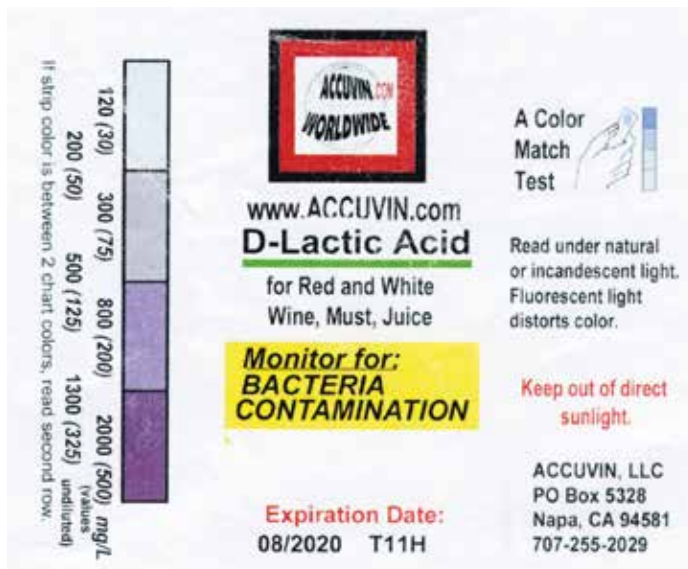 120 (30)   300 (75)   800 (200)   2000 (500) mg/L
200 (50)   500 (125)   1300 (325)   (values undiluted)
If strip color is between 2 chart colors, read second row.
ACCUVIN.COM
WORLDWIDE
www.ACCUVIN.com
D-Lactic Acid
for Red and White
Wine, Must, Juice
Monitor for:
BACTERIA
CONTAMINATION
Expiration Date:
08/2020   T11H
A Color
Match
Test
Read under natural
or incandescent light.
Fluorescent light
distorts color.
Keep out of direct
sunlight.
ACCUVIN, LLC
PO Box 5328
Napa, CA 94581
707-255-2029